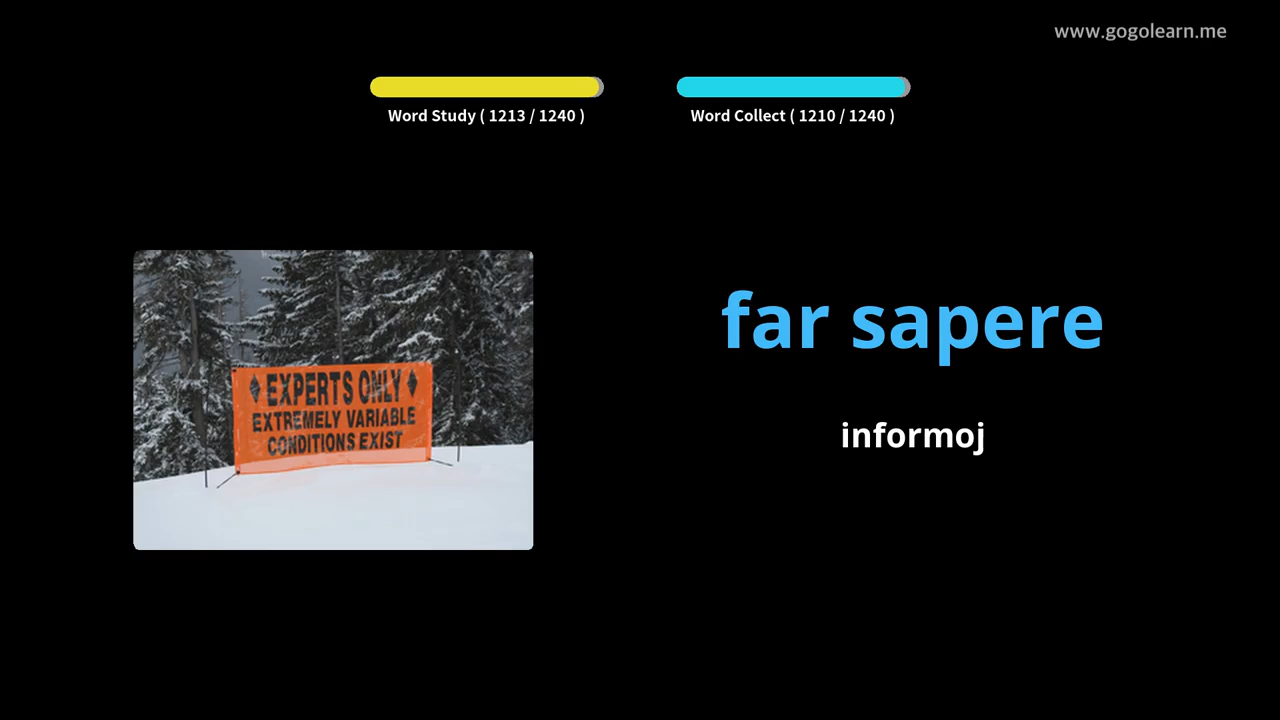 www.gogolearn.me
Word Study ( 1213 / 1240 )
Word Collect ( 1210 / 1240 )
EXPERTS ONLY
EXTREMELY VARIABLE
CONDITIONS EXIST
far sapere
informoj